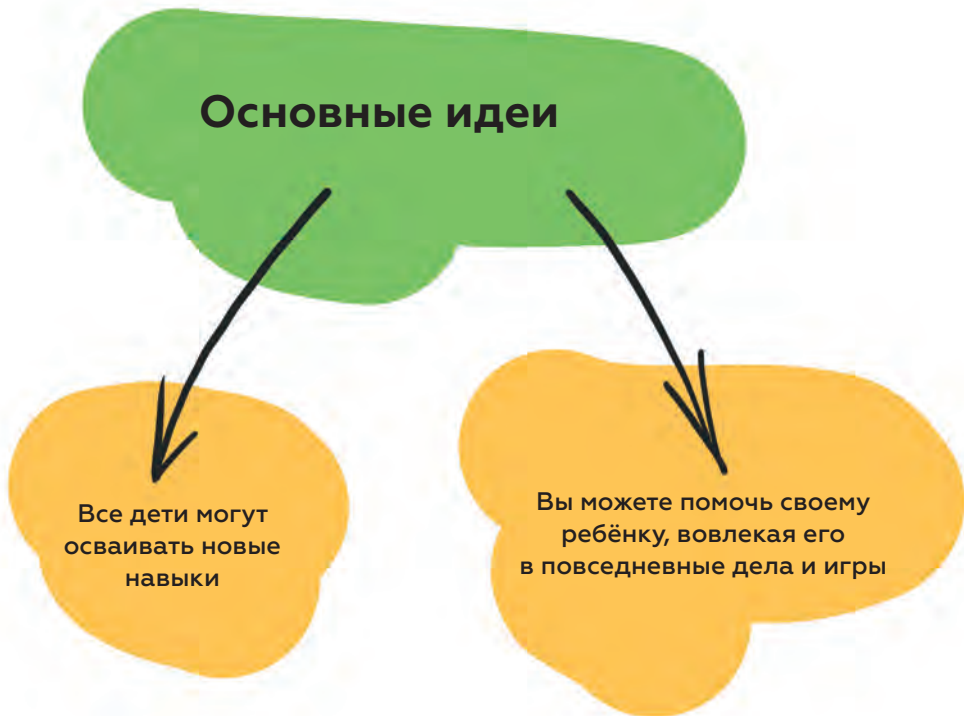 Основные идеи
Все дети могут
осваивать новые
навыки
Вы можете помочь своему
ребёнку, вовлекая его
в повседневные дела и игры